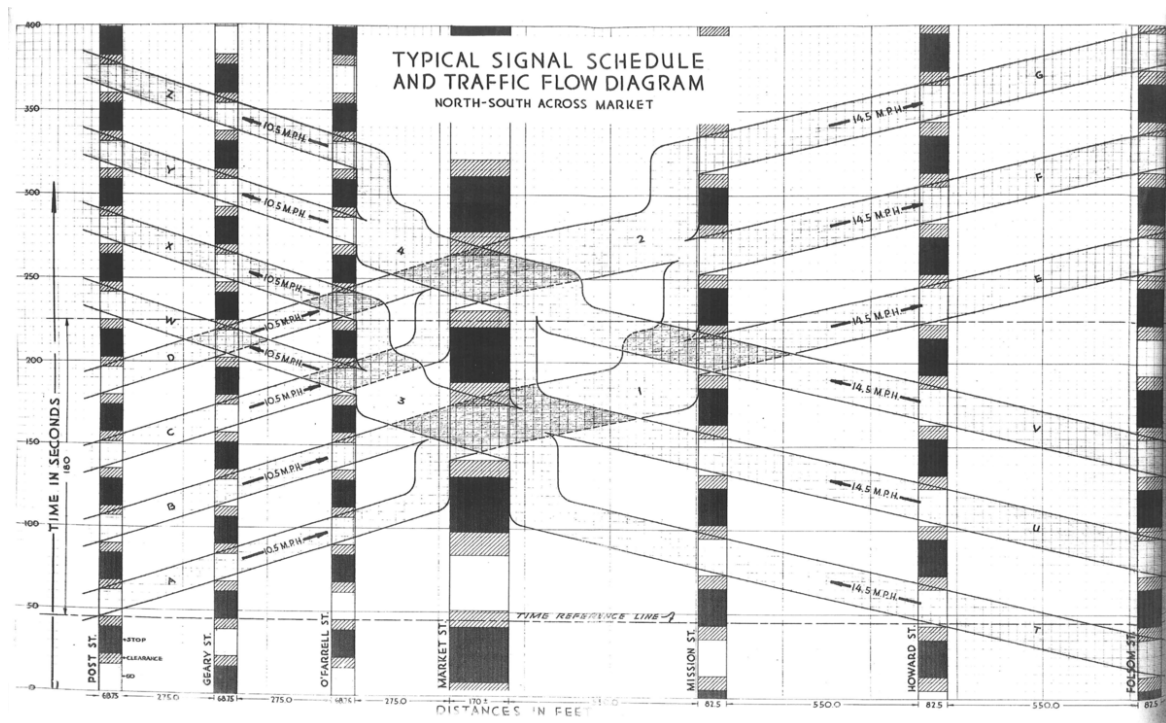 TYPICAL SIGNAL SCHEDULE
AND TRAFFIC FLOW DIAGRAM
NORTH-SOUTH ACROSS MARKET
400
350
500
250
200
150
100
50
0
TIME IN SECONDS
180
Z
Y
X
W
D
C
B
A
4
3
2
1
G
F
E
V
U
T
10.5 M.P.H.
10.5 M.P.H.
10.5 M.P.H.
10.5 M.P.H.
10.5 M.P.H.
10.5 M.P.H.
10.5 M.P.H.
10.5 M.P.H.
14.5 M.P.H.
14.5 M.P.H.
14.5 M.P.H.
14.5 M.P.H.
14.5 M.P.H.
14.5 M.P.H.
TIME REFERENCE LINE
STOP
CLEARANCE
GO
POST ST.
GEARY ST.
O'FARRELL ST.
MARKET ST.
MISSION ST.
HOWARD ST.
FOLSOM ST.
68.75 275.0 68.75 275.0 68.75 275.0 170 ± 82.5 550.0 82.5 550.0 82.5
DISTANCES IN FEET